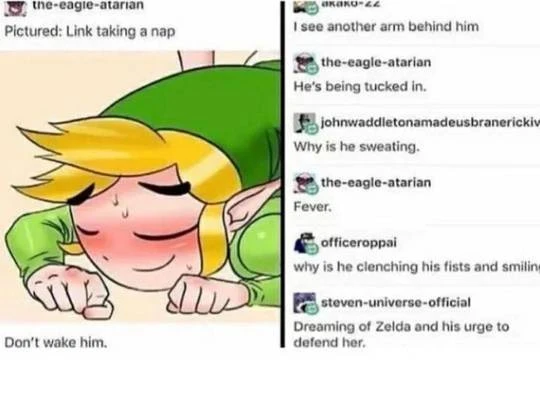 the-eagle-atarian
Pictured: Link taking a nap
Don't wake him.
I see another arm behind him
the-eagle-atarian
He's being tucked in.
johnwaddletonamadeusbranerickiv
Why is he sweating.
the-eagle-atarian
Fever.
officeroppai
why is he clenching his fists and smiling
steven-universe-official
Dreaming of Zelda and his urge to
defend her.